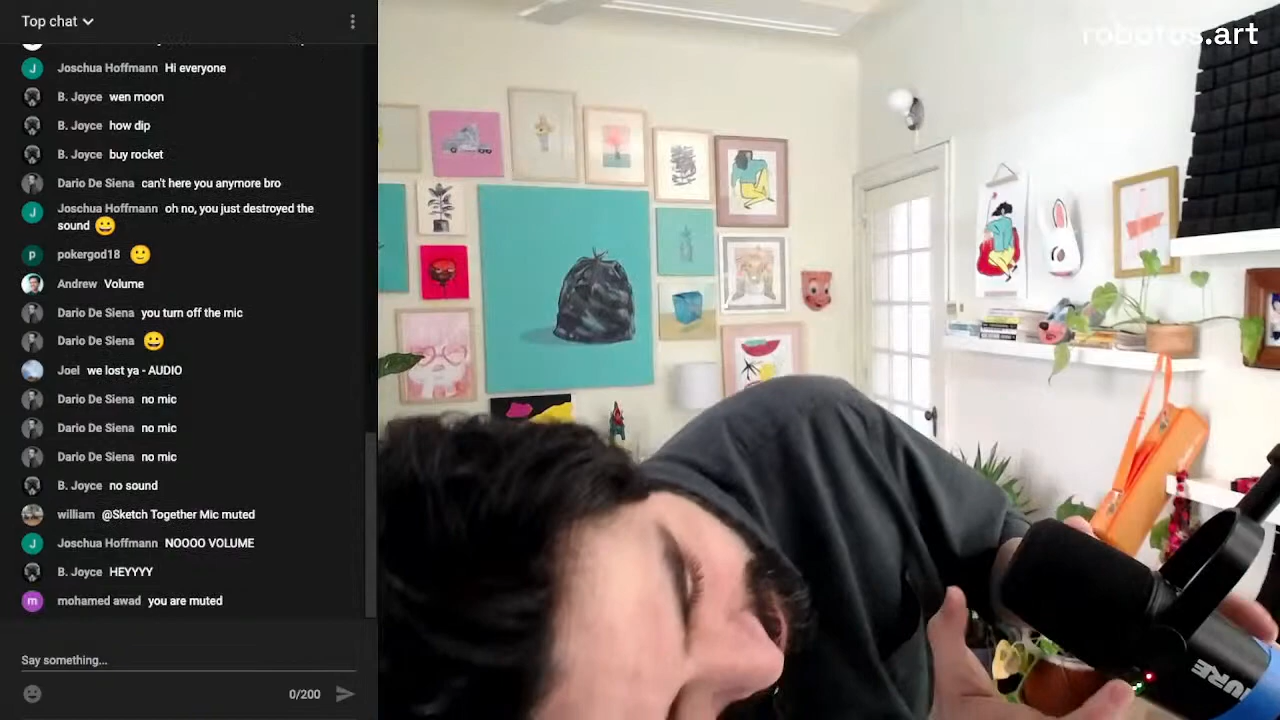 Top chat
robotos.art
Joschua Hoffmann Hi everyone
B. Joyce wen moon
B. Joyce how dip
B. Joyce buy rocket
Dario De Siena can't here you anymore bro
Joschua Hoffmann oh no, you just destroyed the
sound 😀
pokergod18 🙂
Andrew Volume
Dario De Siena you turn off the mic
Dario De Siena 😀
Joel we lost ya - AUDIO
Dario De Siena no mic
Dario De Siena no mic
Dario De Siena no mic
B. Joyce no sound
william @Sketch Together Mic muted
Joschua Hoffmann NOOOO VOLUME
B. Joyce HEYYYY
mohamed awad you are muted
Say something...
0/200